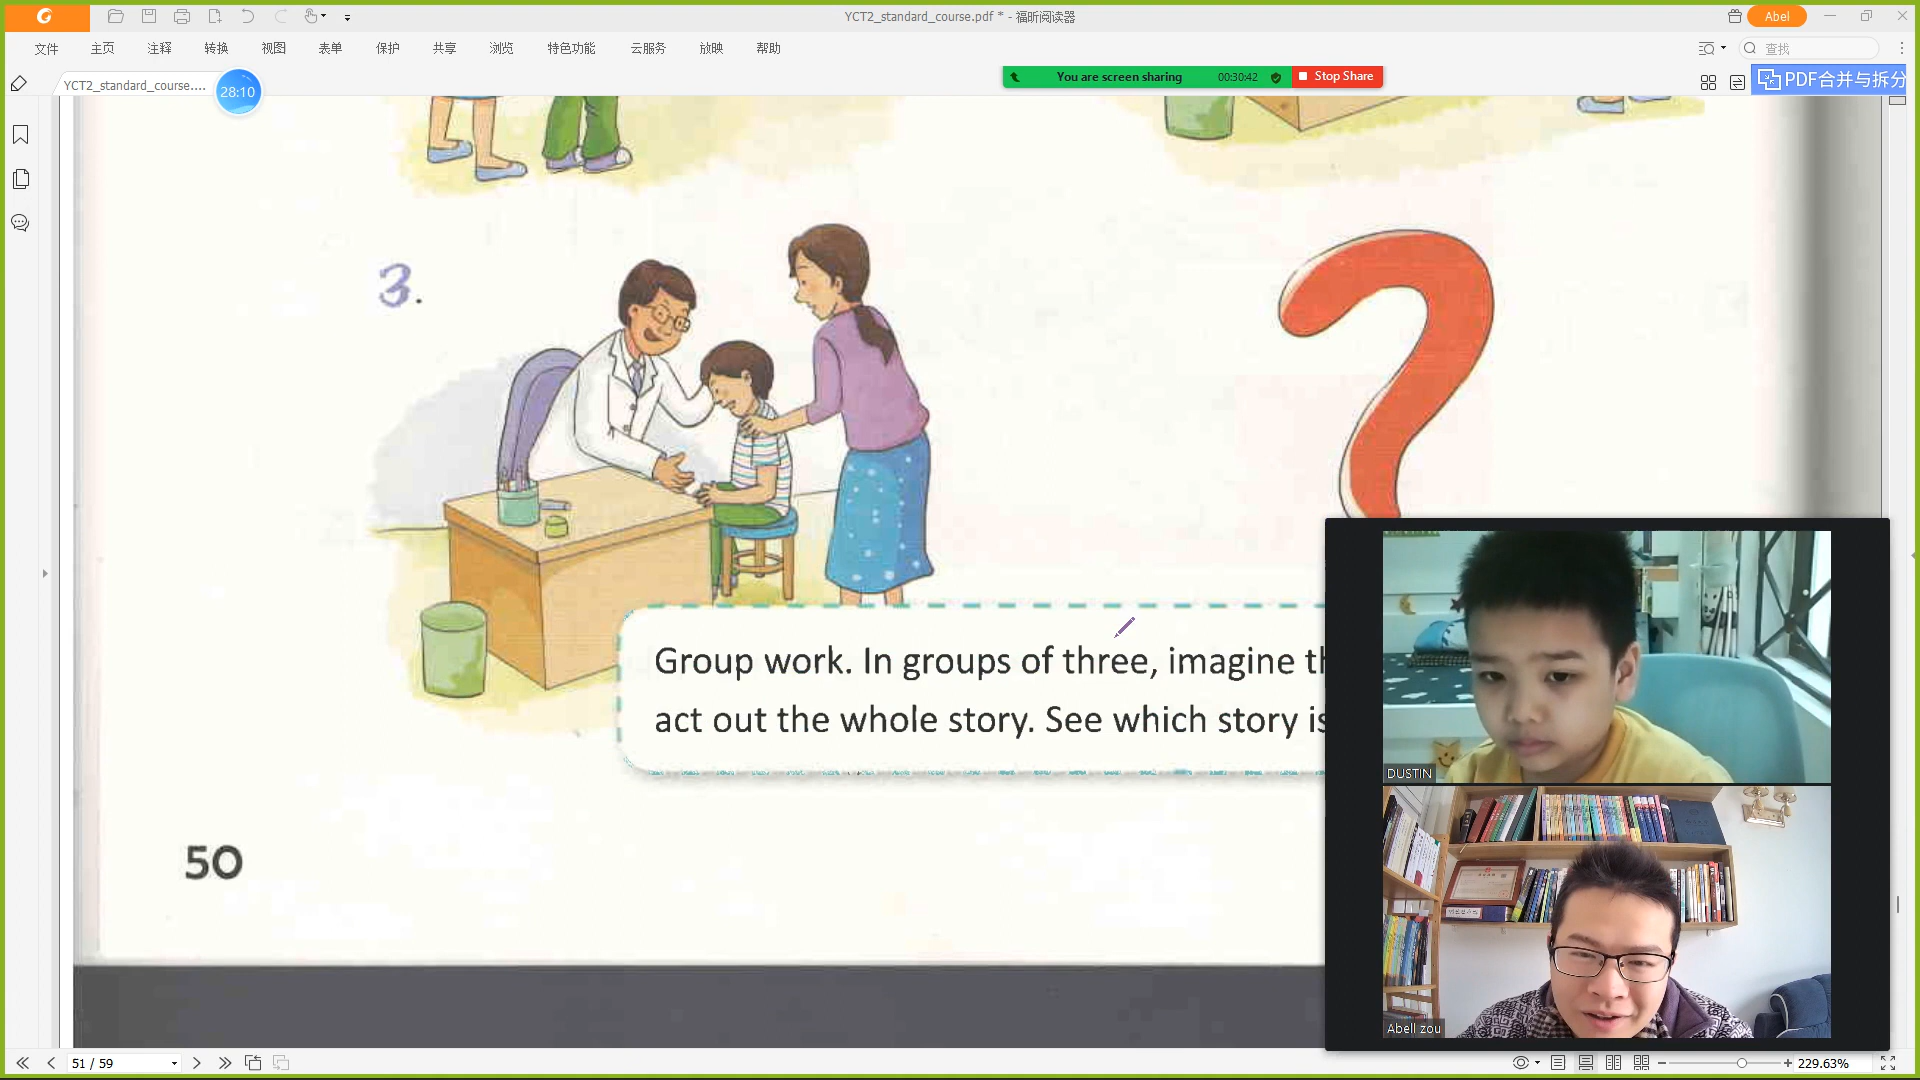 YCT2_standard_course.pdf * - 福昕阅读器
Abel
文件 主页 注释 转换 视图 表单 保护 共享 浏览 特色功能 云服务 放映 帮助
查找
YCT2_standard_course....
28:10
You are screen sharing 00:30:42 Stop Share
PDF合并与拆分
3.
Group work. In groups of three, imagine th
act out the whole story. See which story is
50
DUSTIN
Abell zou
51 / 59
229.63%